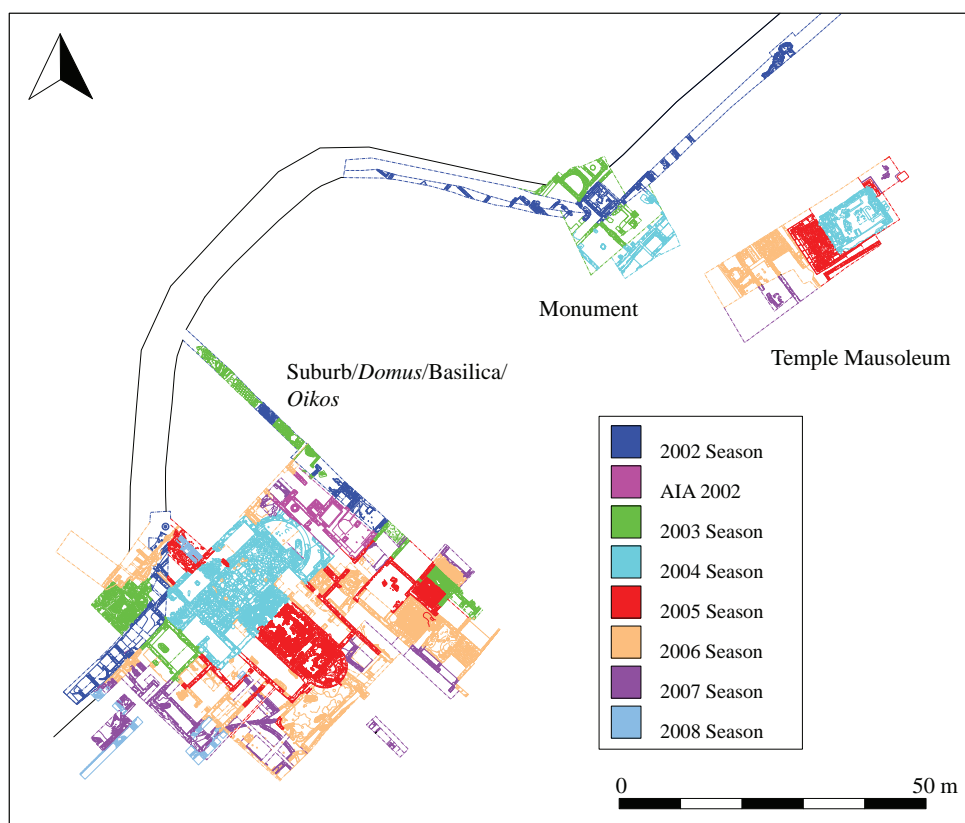 Monument
Temple Mausoleum
Suburb/Domus/Basilica/
Oikos
2002 Season
AIA 2002
2003 Season
2004 Season
2005 Season
2006 Season
2007 Season
2008 Season
0 50 m